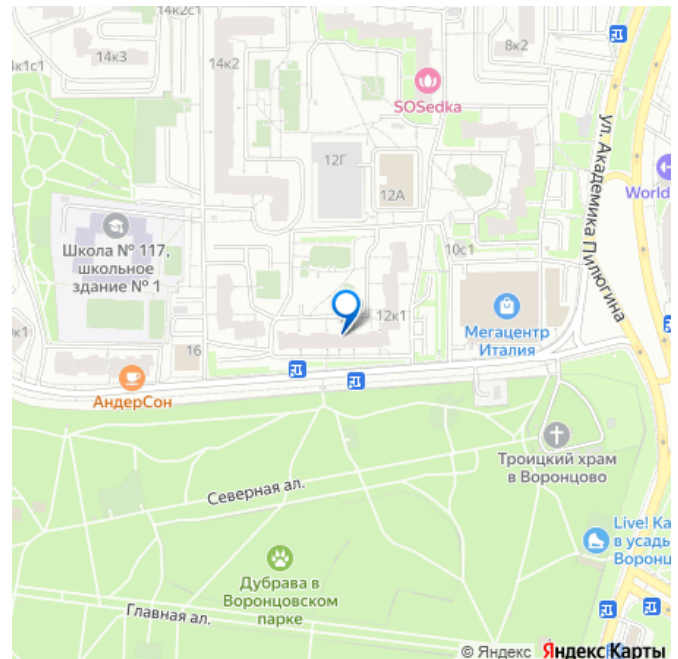 14к2
8к2
14к3
4к1с1
SOSedka
ул. Академика Пилюгина
12Г
12А
World
Школа № 117,
школьное
здание № 1
10с1
12к1
Мегацентр
Италия
16
АндерСон
Троицкий храм
в Воронцово
Северная ал.
Live! Ка
в усадь
Воронц
Дубрава в
Воронцовском
парке
Главная ал.
© Яндекс Яндекс Карты